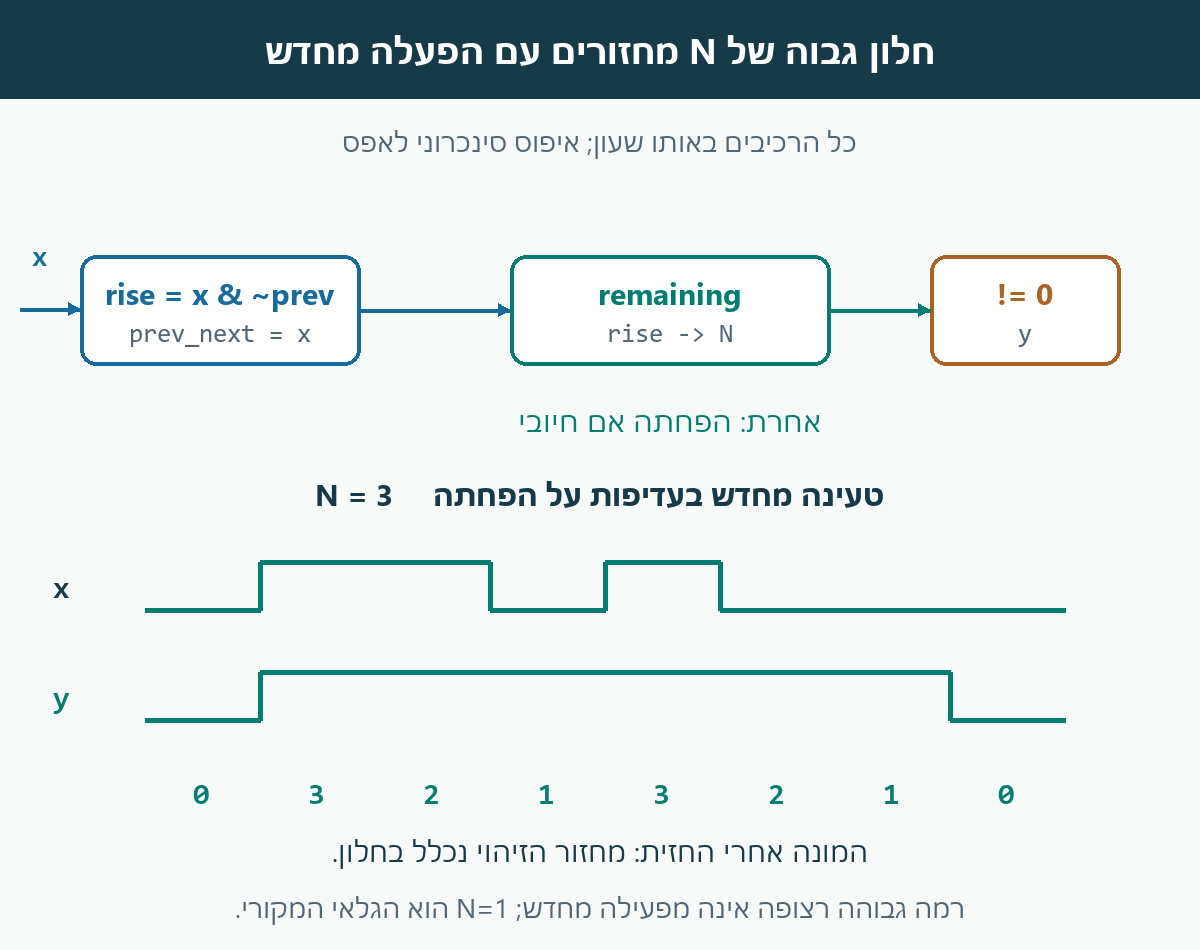 חלון גבוה של N מחזורים עם הפעלה מחדש
כל הרכיבים באותו שעון; איפוס סינכרוני לאפס
x
rise = x & ~prev
prev_next = x
remaining
rise -> N
!= 0
y
אחרת: הפחתה אם חיובי
טעינה מחדש בעדיפות על הפחתה N = 3
x
y
0 3 2 1 3 2 1 0
המונה אחרי החזית: מחזור הזיהוי נכלל בחלון.
רמה גבוהה רצופה אינה מפעילה מחדש; N=1 הוא הגלאי המקורי.